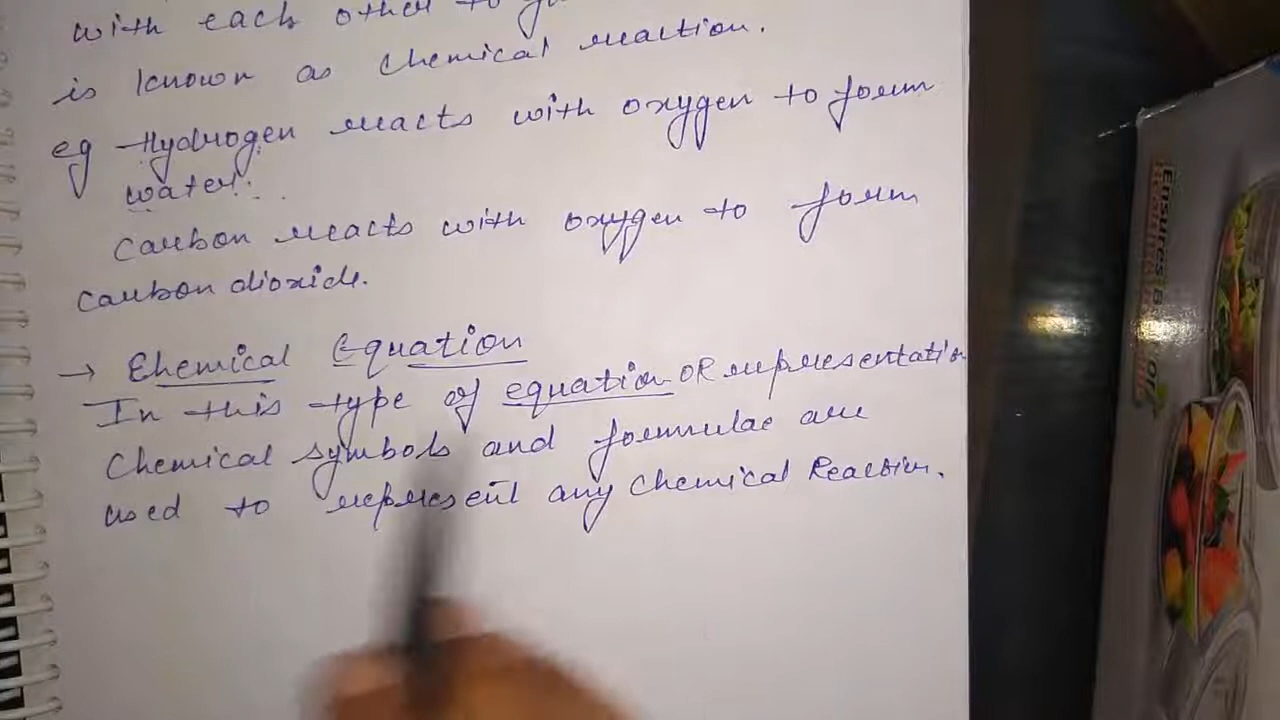 with each other to
is known as chemical reaction.
eg Hydrogen reacts with oxygen to form
water.
Carbon reacts with oxygen to form
carbon dioxide.
→ Chemical Equation
In this type of equation OR representation
Chemical symbols and formulae are
used to represent any chemical Reaction.
Ensures B